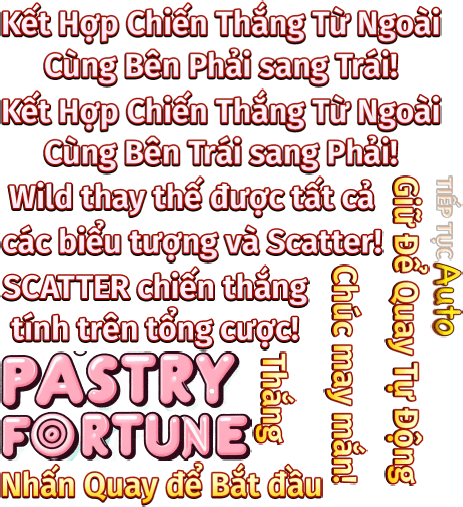 Kết Hợp Chiến Thắng Từ Ngoài
Cùng Bên Phải sang Trái!
Kết Hợp Chiến Thắng Từ Ngoài
Cùng Bên Trái sang Phải!
Wild thay thế được tất cả
các biểu tượng và Scatter!
SCATTER chiến thắng
tính trên tổng cược!
PASTRY
FORTUNE
Nhấn Quay để Bắt đầu
Thắng
Chúc may mắn!
Giữ Để Quay Tự Động
Auto
TIẾP TỤC